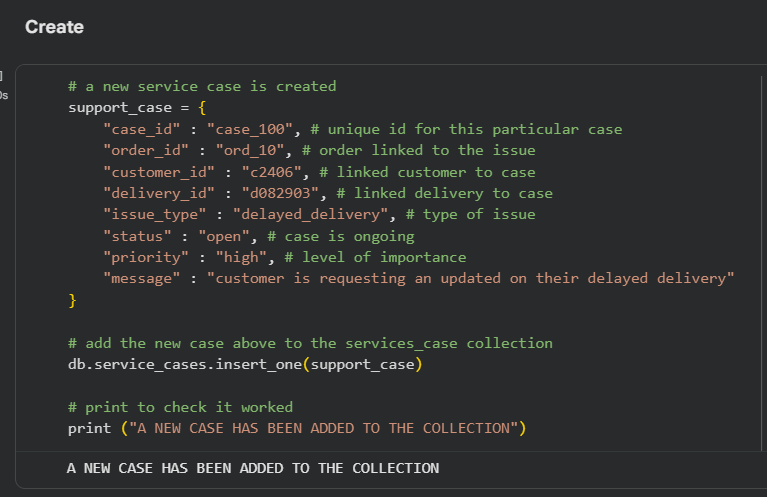 Create
]
0s
# a new service case is created
support_case = {
    "case_id" : "case_100", # unique id for this particular case
    "order_id" : "ord_10", # order linked to the issue
    "customer_id" : "c2406", # linked customer to case
    "delivery_id" : "d082903", # linked delivery to case
    "issue_type" : "delayed_delivery", # type of issue
    "status" : "open", # case is ongoing
    "priority" : "high", # level of importance
    "message" : "customer is requesting an updated on their delayed delivery"
}
# add the new case above to the services_case collection
db.service_cases.insert_one(support_case)
# print to check it worked
print ("A NEW CASE HAS BEEN ADDED TO THE COLLECTION")
A NEW CASE HAS BEEN ADDED TO THE COLLECTION